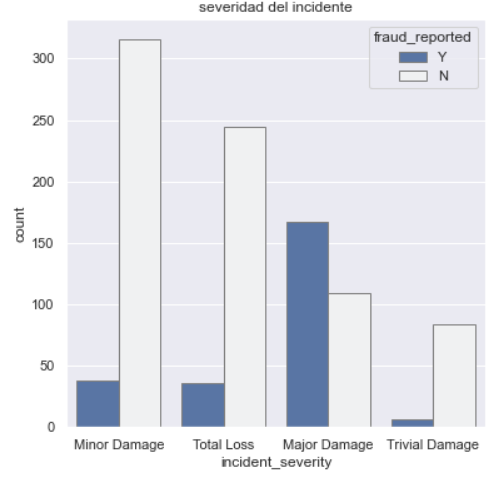 severidad del incidente
fraud_reported
Y
N
300
250
200
150
100
50
0
count
Minor Damage Total Loss Major Damage Trivial Damage
incident_severity